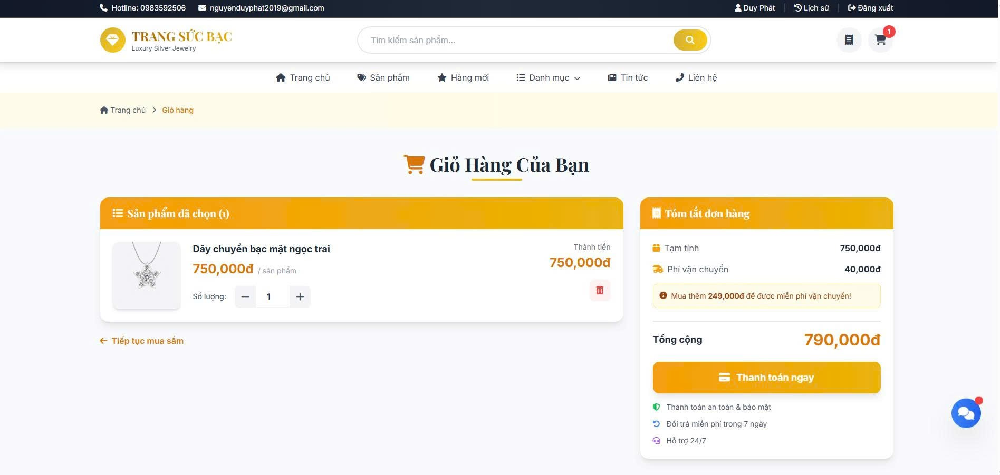 Hotline: 0983592506 nguyenduyphat2019@gmail.com Duy Phát Lịch sử Đăng xuất
TRANG SỨC BẠC
Luxury Silver Jewelry
Tìm kiếm sản phẩm...
1
Trang chủ Sản phẩm Hàng mới Danh mục Tin tức Liên hệ
Trang chủ Giỏ hàng
Giỏ Hàng Của Bạn
Sản phẩm đã chọn (1)
Dây chuyền bạc mặt ngọc trai
750,000đ / sản phẩm
Số lượng: 1
Thành tiền
750,000đ
Tiếp tục mua sắm
Tóm tắt đơn hàng
Tạm tính 750,000đ
Phí vận chuyển 40,000đ
Mua thêm 249,000đ để được miễn phí vận chuyển!
Tổng cộng 790,000đ
Thanh toán ngay
Thanh toán an toàn & bảo mật
Đổi trả miễn phí trong 7 ngày
Hỗ trợ 24/7